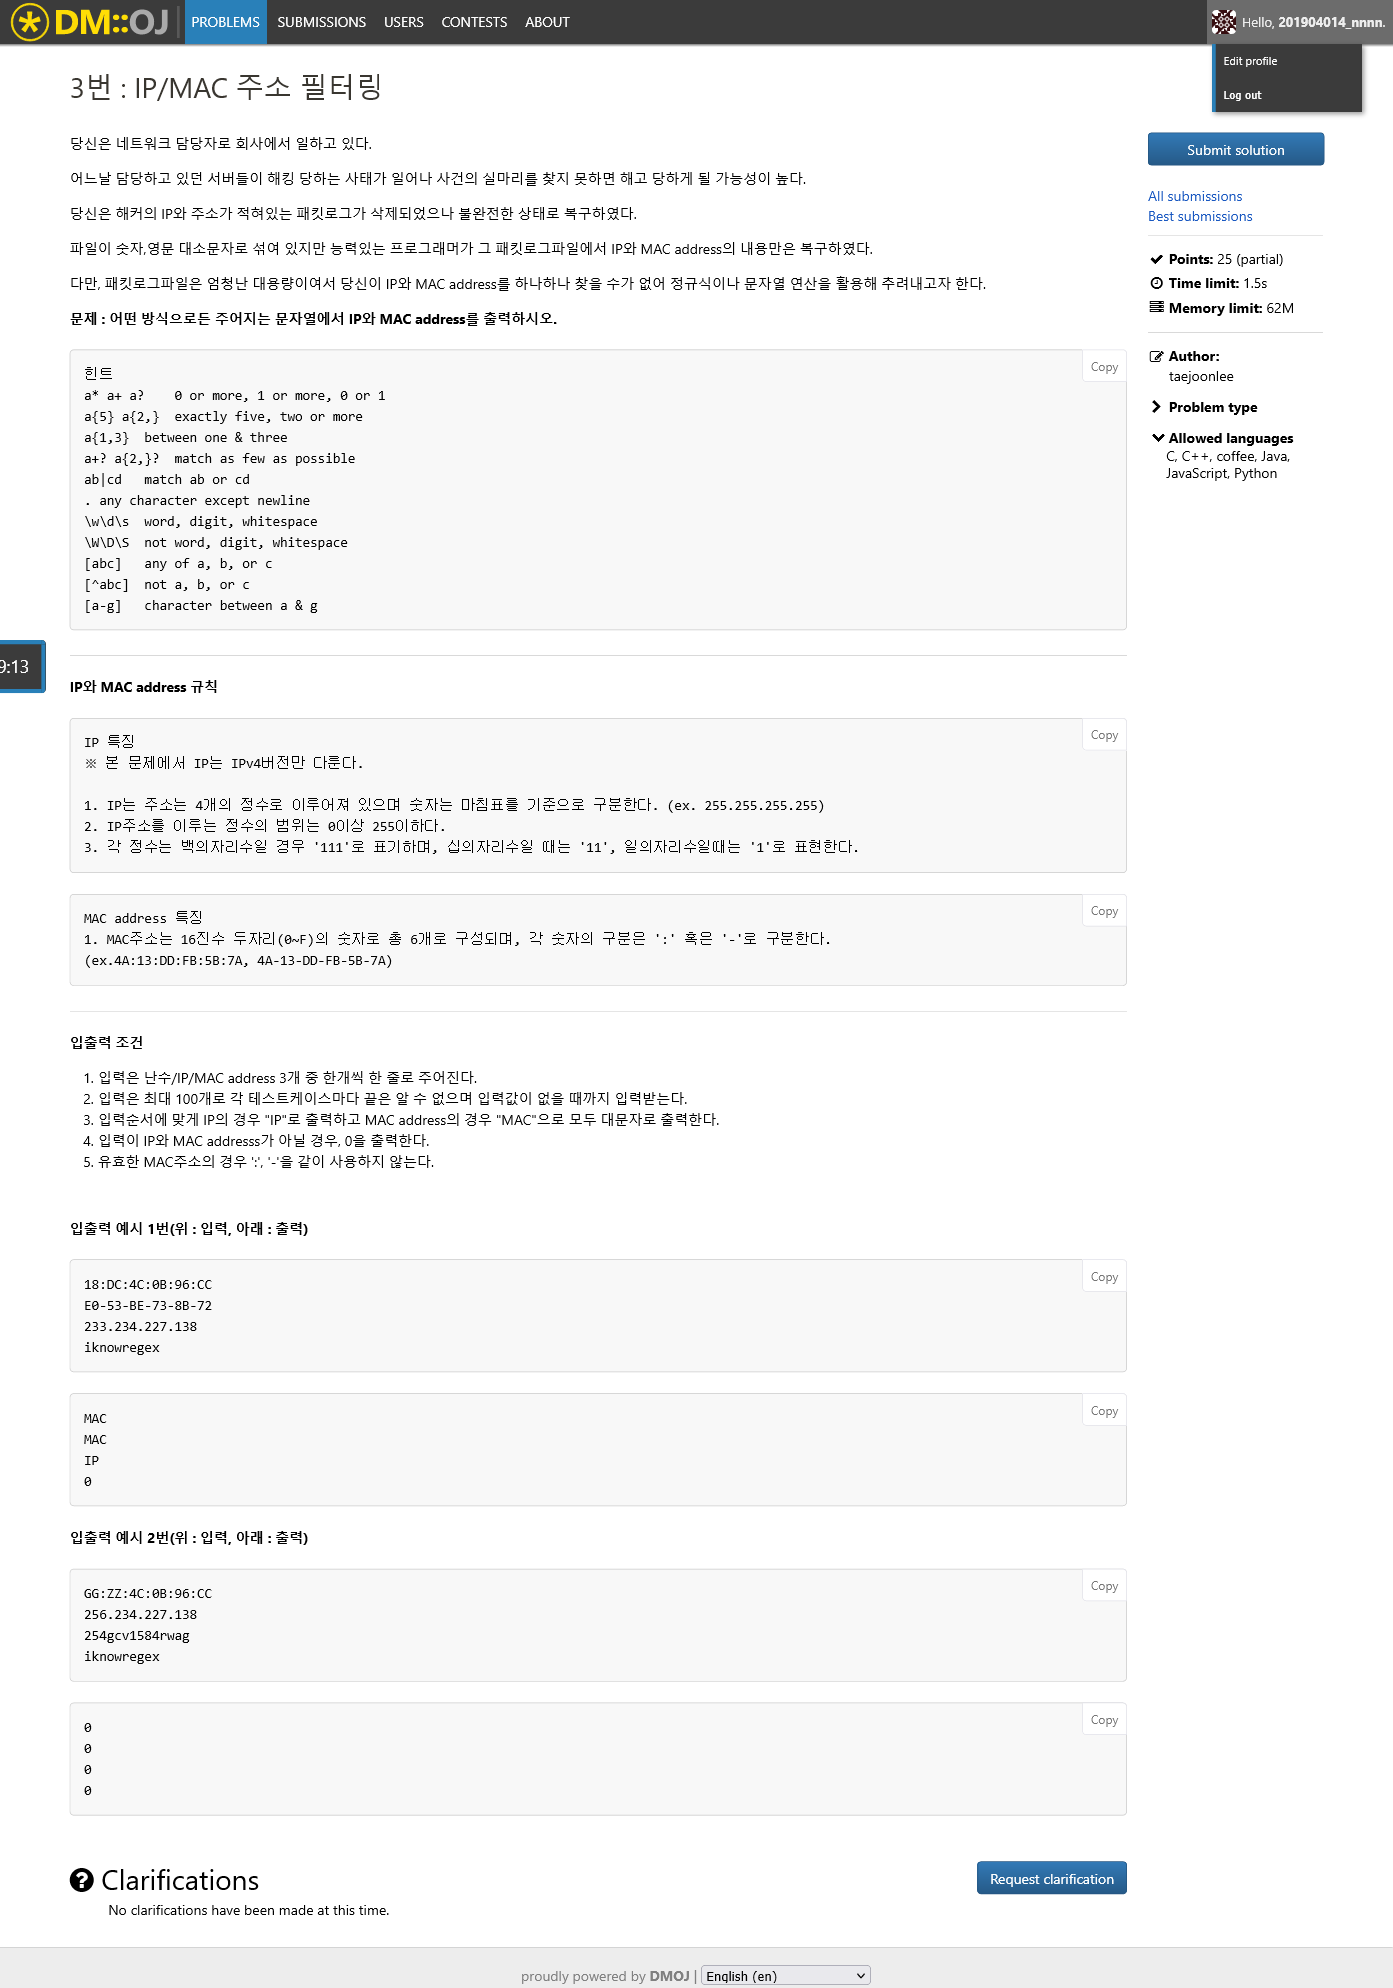 DM::OJ
PROBLEMS SUBMISSIONS USERS CONTESTS ABOUT
Hello, 201904014_nnnn.
Edit profile
Log out
3번 : IP/MAC 주소 필터링
당신은 네트워크 담당자로 회사에서 일하고 있다.
어느날 담당하고 있던 서버들이 해킹 당하는 사태가 일어나 사건의 실마리를 찾지 못하면 해고 당하게 될 가능성이 높다.
당신은 해커의 IP와 주소가 적혀있는 패킷로그가 삭제되었으나 불완전한 상태로 복구하였다.
파일이 숫자,영문 대소문자로 섞여 있지만 능력있는 프로그래머가 그 패킷로그파일에서 IP와 MAC address의 내용만은 복구하였다.
다만, 패킷로그파일은 엄청난 대용량이여서 당신이 IP와 MAC address를 하나하나 찾을 수가 없어 정규식이나 문자열 연산을 활용해 추려내고자 한다.
문제 : 어떤 방식으로든 주어지는 문자열에서 IP와 MAC address를 출력하시오.
Copy
힌트
a* a+ a?    0 or more, 1 or more, 0 or 1
a{5} a{2,}  exactly five, two or more
a{1,3}  between one & three
a+? a{2,}?  match as few as possible
ab|cd   match ab or cd
. any character except newline
\w\d\s  word, digit, whitespace
\W\D\S  not word, digit, whitespace
[abc]   any of a, b, or c
[^abc]  not a, b, or c
[a-g]   character between a & g
9:13
IP와 MAC address 규칙
Copy
IP 특징
※ 본 문제에서 IP는 IPv4버전만 다룬다.
1. IP는 주소는 4개의 정수로 이루어져 있으며 숫자는 마침표를 기준으로 구분한다. (ex. 255.255.255.255)
2. IP주소를 이루는 정수의 범위는 0이상 255이하다.
3. 각 정수는 백의자리수일 경우 '111'로 표기하며, 십의자리수일 때는 '11', 일의자리수일때는 '1'로 표현한다.
Copy
MAC address 특징
1. MAC주소는 16진수 두자리(0~F)의 숫자로 총 6개로 구성되며, 각 숫자의 구분은 ':' 혹은 '-'로 구분한다.
(ex.4A:13:DD:FB:5B:7A, 4A-13-DD-FB-5B-7A)
입출력 조건
1. 입력은 난수/IP/MAC address 3개 중 한개씩 한 줄로 주어진다.
2. 입력은 최대 100개로 각 테스트케이스마다 끝은 알 수 없으며 입력값이 없을 때까지 입력받는다.
3. 입력순서에 맞게 IP의 경우 "IP"로 출력하고 MAC address의 경우 "MAC"으로 모두 대문자로 출력한다.
4. 입력이 IP와 MAC addresss가 아닐 경우, 0을 출력한다.
5. 유효한 MAC주소의 경우 ':', '-'을 같이 사용하지 않는다.
입출력 예시 1번(위 : 입력, 아래 : 출력)
Copy
18:DC:4C:0B:96:CC
E0-53-BE-73-8B-72
233.234.227.138
iknowregex
Copy
MAC
MAC
IP
0
입출력 예시 2번(위 : 입력, 아래 : 출력)
Copy
GG:ZZ:4C:0B:96:CC
256.234.227.138
254gcv1584rwag
iknowregex
Copy
0
0
0
0
Clarifications
Request clarification
No clarifications have been made at this time.
Submit solution
All submissions
Best submissions
Points: 25 (partial)
Time limit: 1.5s
Memory limit: 62M
Author:
taejoonlee
Problem type
Allowed languages
C, C++, coffee, Java,
JavaScript, Python
proudly powered by DMOJ | English (en)